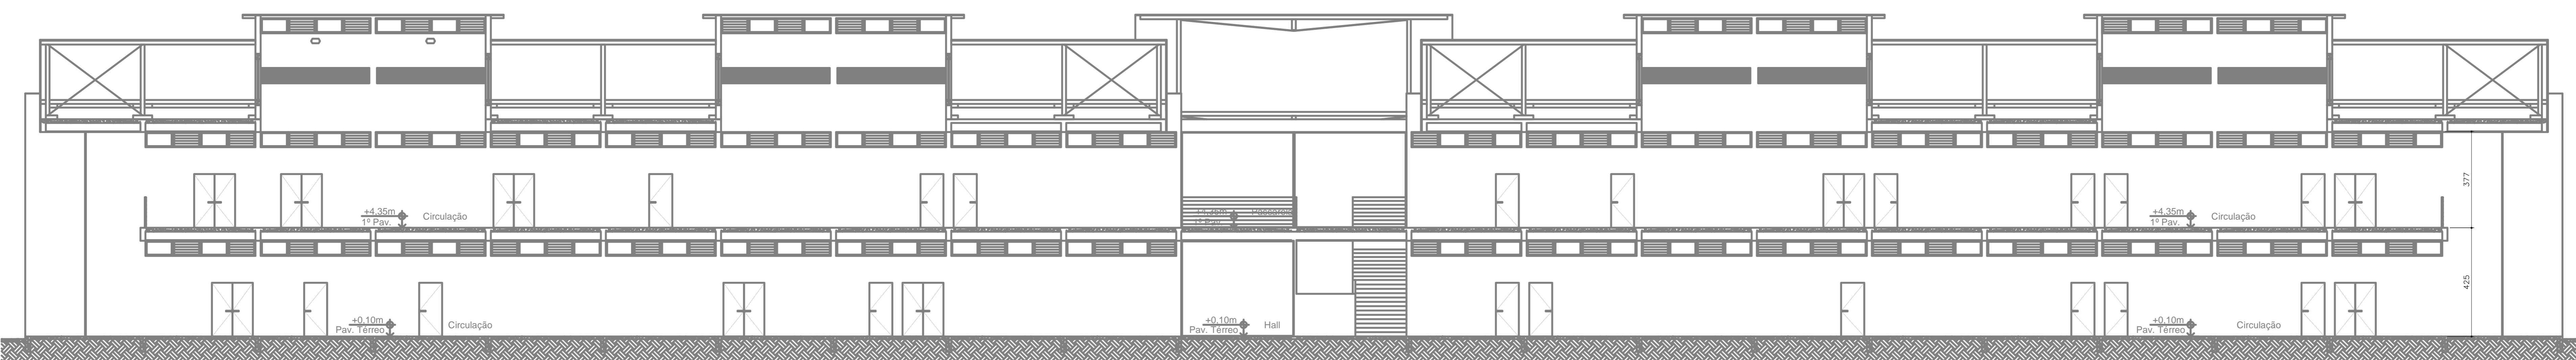 +4,35m
1º Pav.
Circulação
+4,35m
1º Pav.
Circulação
377
425
+0,10m
Pav. Térreo
Circulação
+0,10m
Pav. Térreo
Hall
+0,10m
Pav. Térreo
Circulação